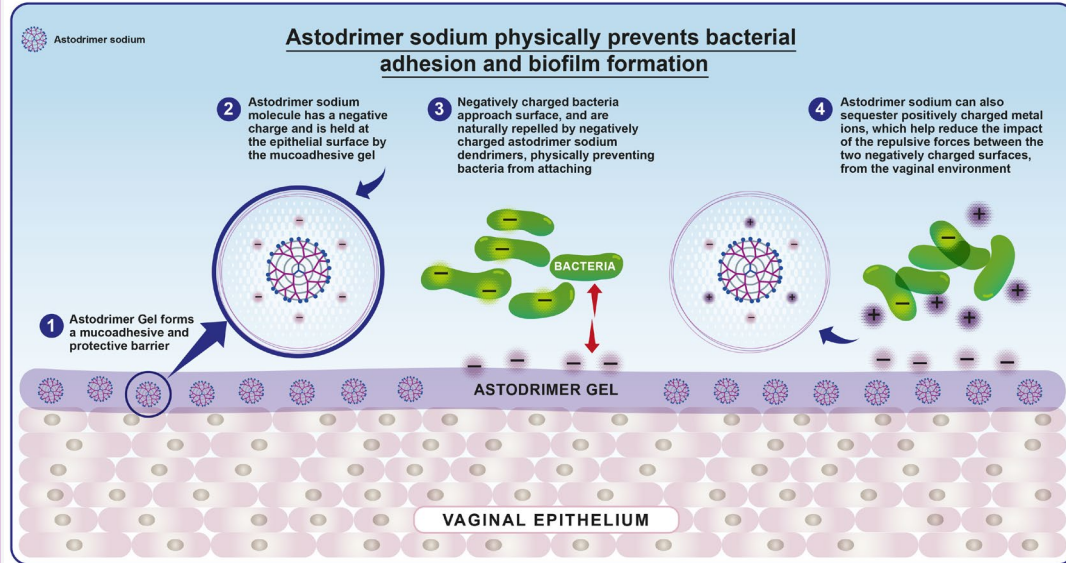 Astodrimer sodium
Astodrimer sodium physically prevents bacterial
adhesion and biofilm formation
1
Astodrimer Gel forms
a mucoadhesive and
protective barrier
2
Astodrimer sodium
molecule has a negative
charge and is held at
the epithelial surface by
the mucoadhesive gel
3
Negatively charged bacteria
approach surface, and are
naturally repelled by negatively
charged astodrimer sodium
dendrimers, physically preventing
bacteria from attaching
4
Astodrimer sodium can also
sequester positively charged metal
ions, which help reduce the impact
of the repulsive forces between the
two negatively charged surfaces,
from the vaginal environment
BACTERIA
ASTODRIMER GEL
VAGINAL EPITHELIUM